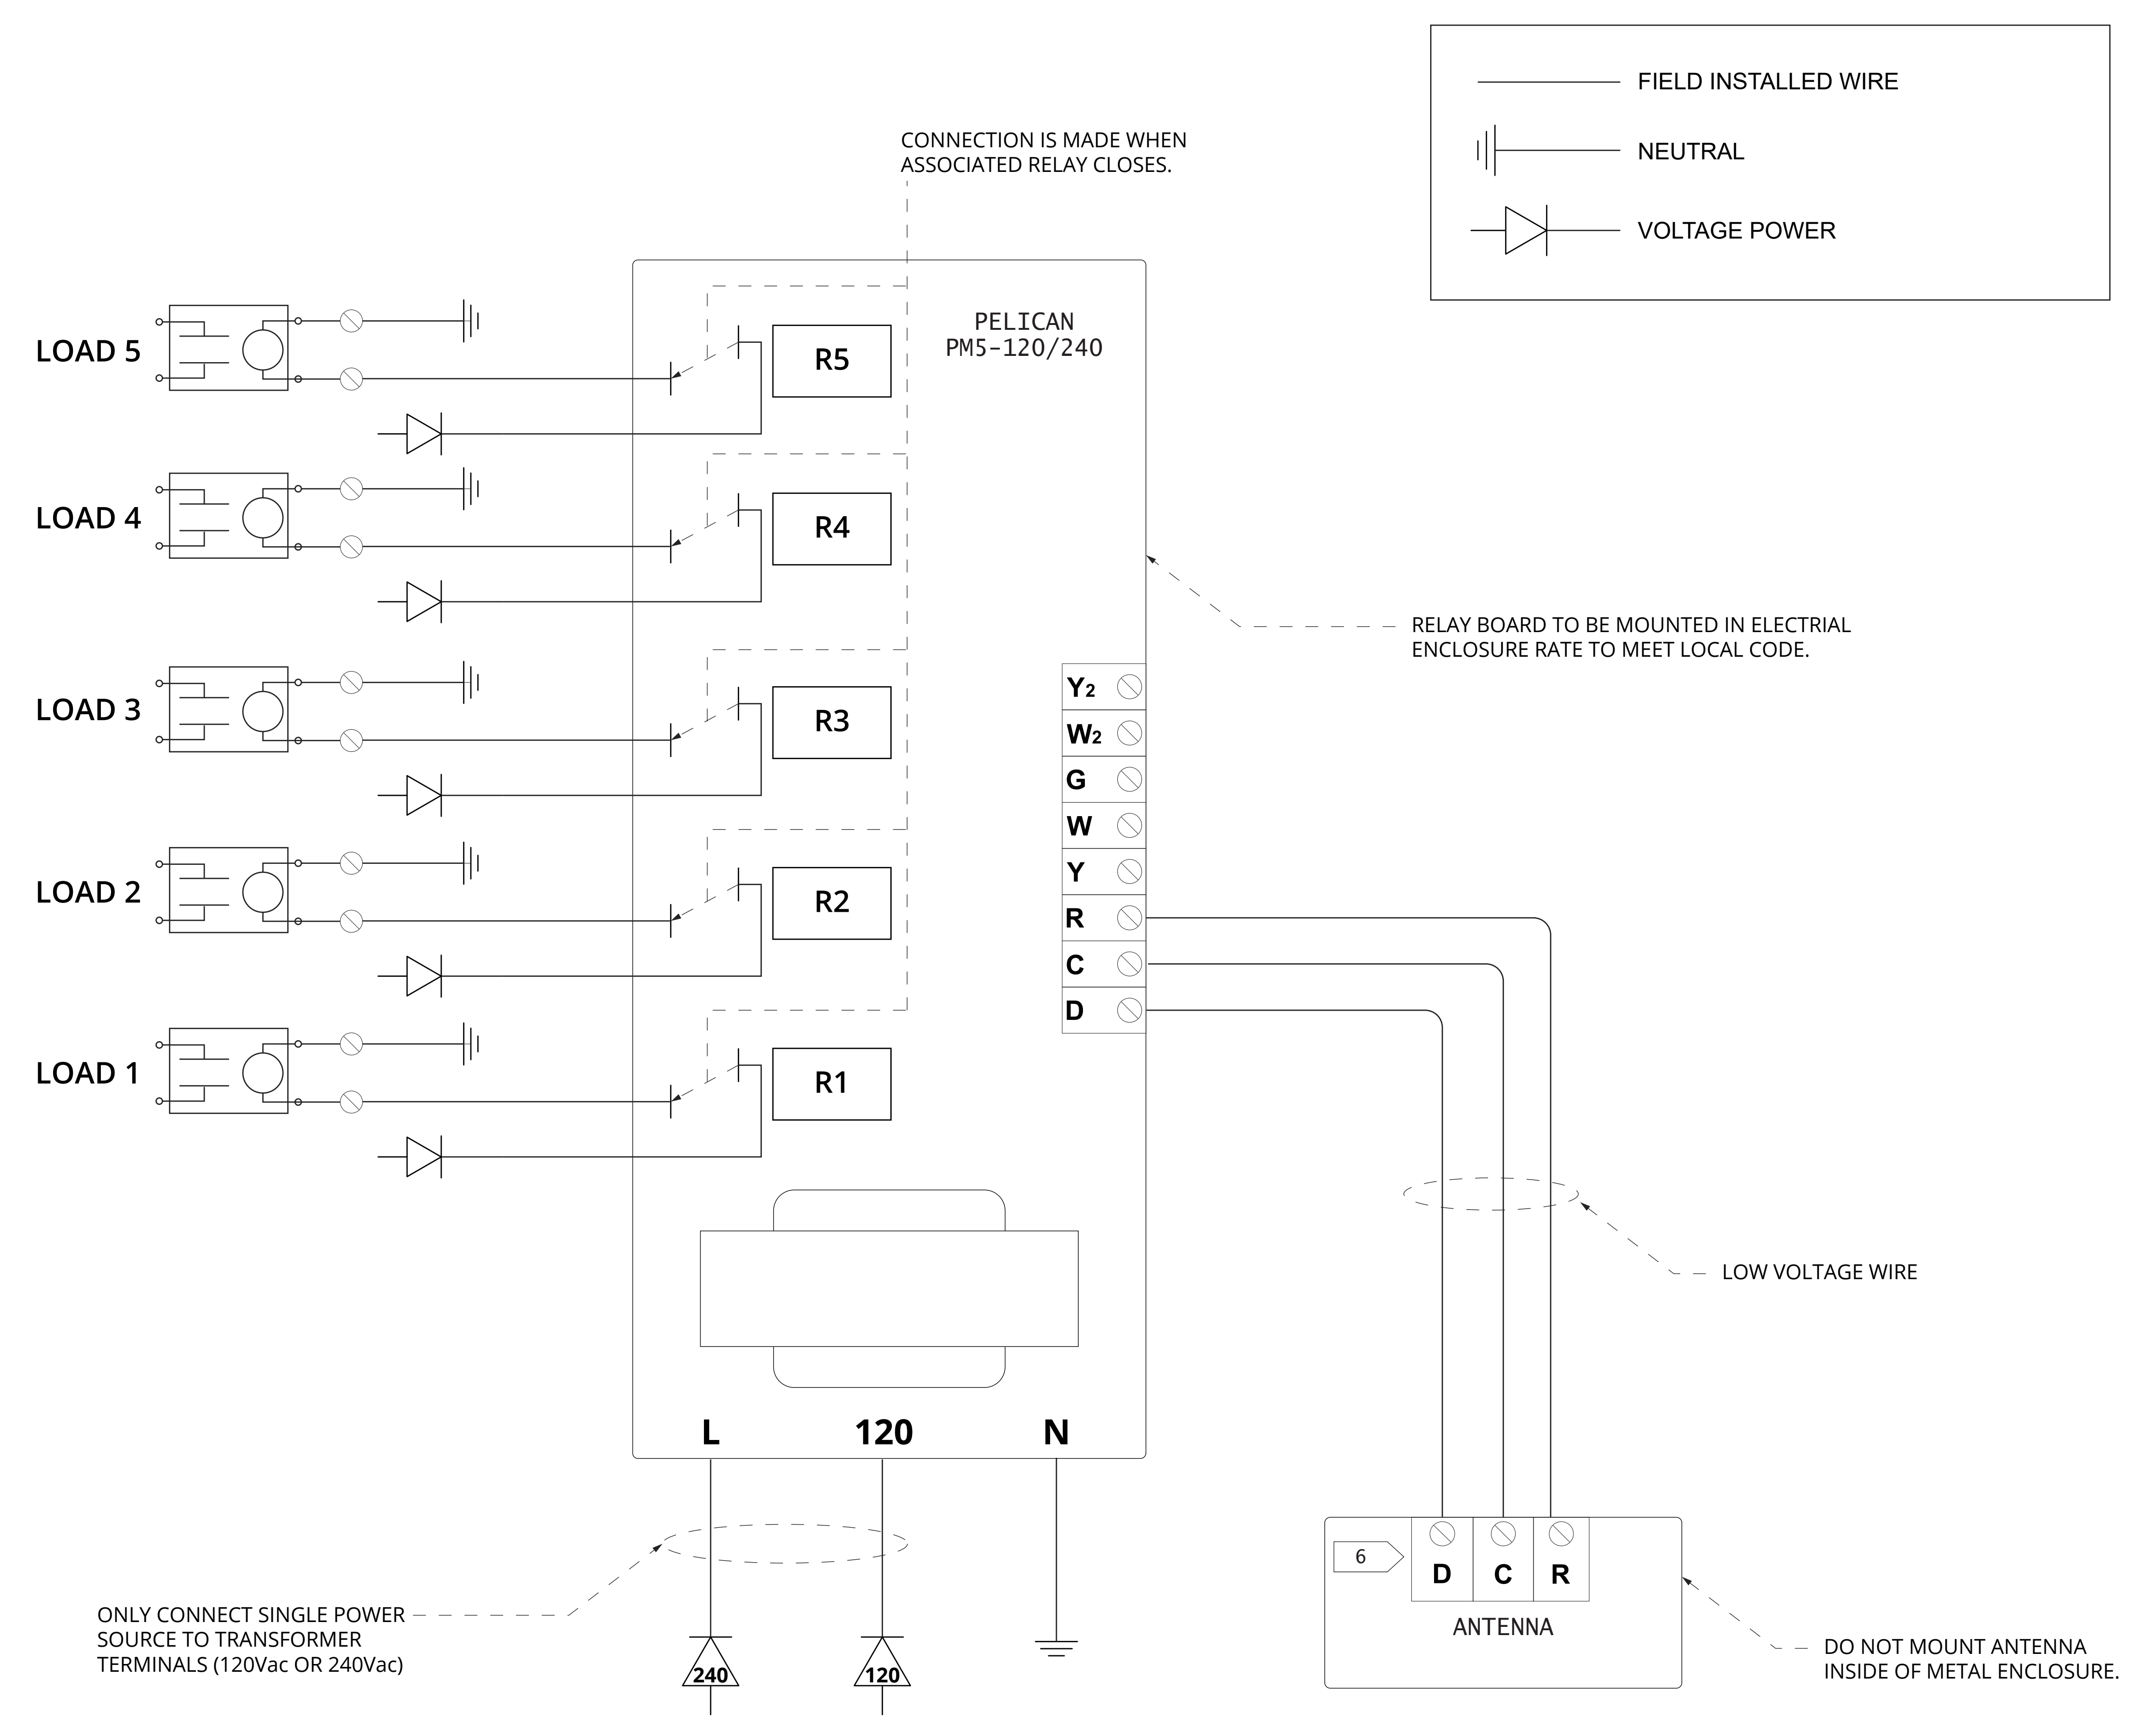 FIELD INSTALLED WIRE
NEUTRAL
VOLTAGE POWER
CONNECTION IS MADE WHEN
ASSOCIATED RELAY CLOSES.
PELICAN
PM5-120/240
LOAD 5
R5
LOAD 4
R4
RELAY BOARD TO BE MOUNTED IN ELECTRIAL
ENCLOSURE RATE TO MEET LOCAL CODE.
LOAD 3
R3
Y2
W2
G
W
Y
R
C
D
LOAD 2
R2
LOAD 1
R1
LOW VOLTAGE WIRE
L
120
N
ONLY CONNECT SINGLE POWER
SOURCE TO TRANSFORMER
TERMINALS (120Vac OR 240Vac)
240
120
6
D
C
R
ANTENNA
DO NOT MOUNT ANTENNA
INSIDE OF METAL ENCLOSURE.